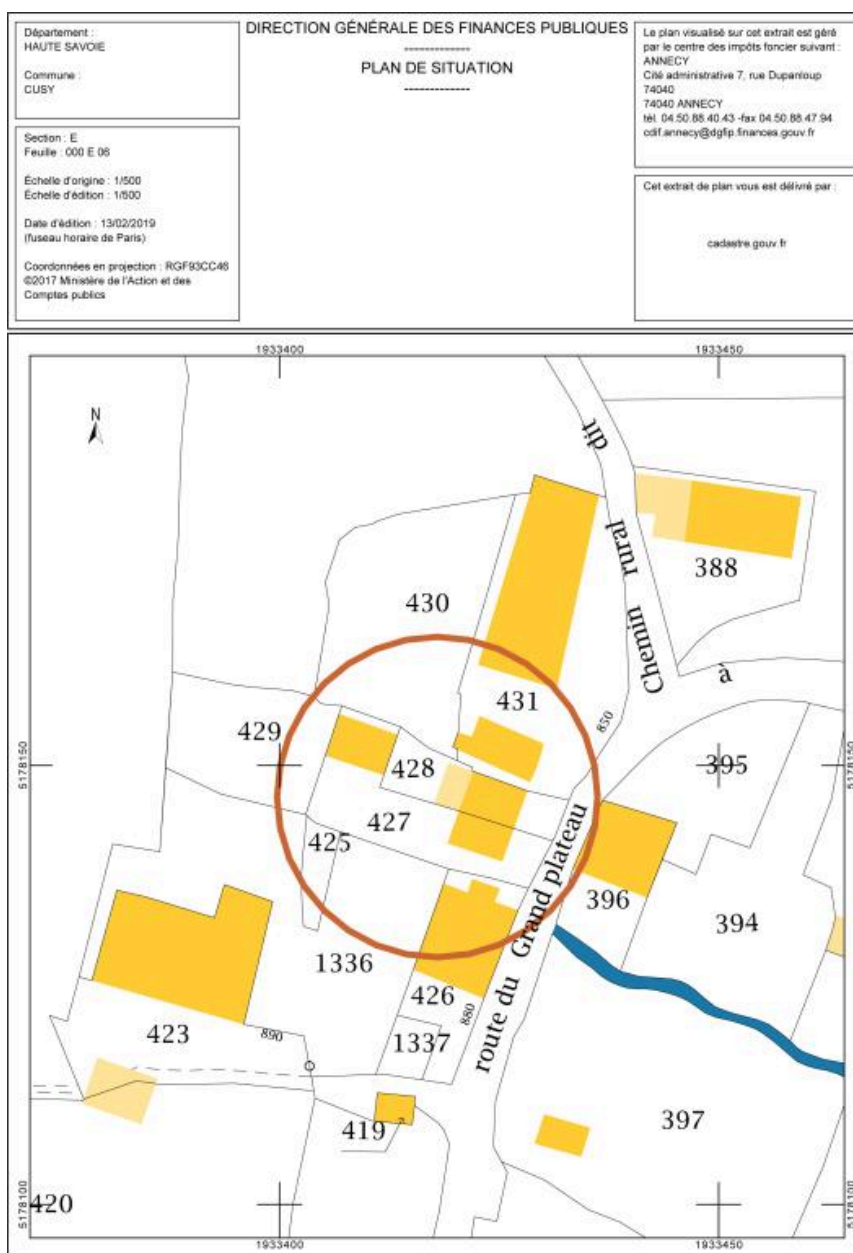 Département :
HAUTE SAVOIE
Commune :
CUSY
Section : E
Feuille : 000 E 06
Échelle d'origine : 1/500
Échelle d'édition : 1/500
Date d'édition : 13/02/2019
(fuseau horaire de Paris)
Coordonnées en projection : RGF93CC46
©2017 Ministère de l'Action et des
Comptes publics
DIRECTION GÉNÉRALE DES FINANCES PUBLIQUES
-------------
PLAN DE SITUATION
-------------
Le plan visualisé sur cet extrait est géré
par le centre des impôts foncier suivant :
ANNECY
Cité administrative 7, rue Dupanloup
74040
74040 ANNECY
tél. 04.50.88.40.43 -fax 04.50.88.47.94
cdif.annecy@dgfip.finances.gouv.fr
Cet extrait de plan vous est délivré par :
cadastre.gouv.fr
1933400
1933450
N
Chemin rural dit
388
430
à
431
850
429
5178150
428
395
5178150
427
425
route du Grand plateau
396
394
1336
426
880
423
890
1337
419
397
420
5178100
5178100
1933400
1933450